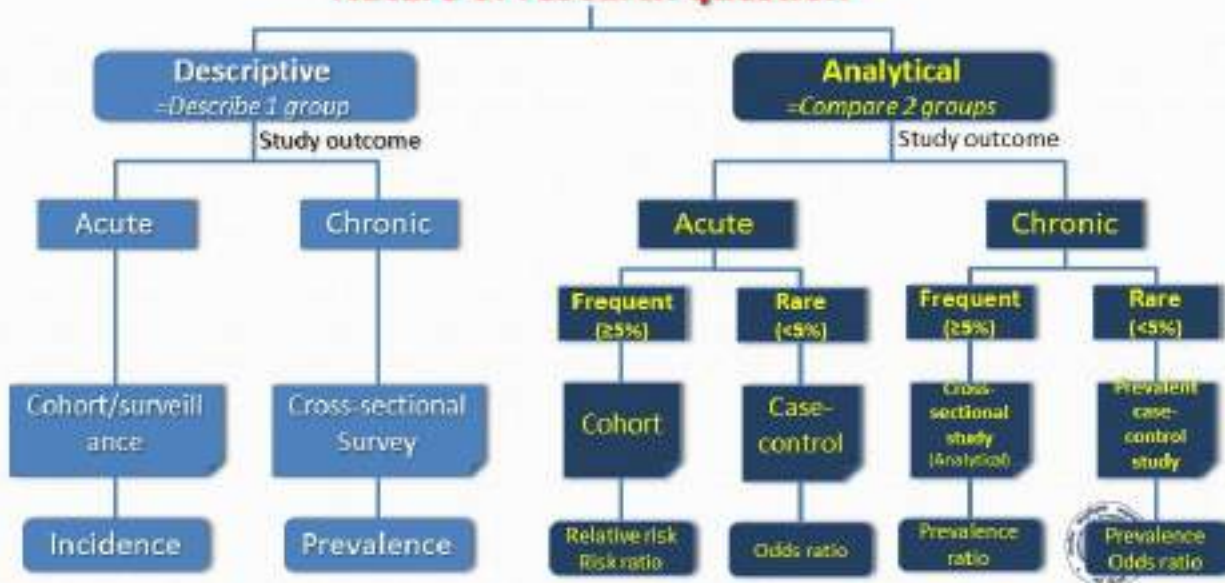 Descriptive
=Describe 1 group
Analytical
=Compare 2 groups
Study outcome
Study outcome
Acute
Chronic
Acute
Chronic
Frequent
(≥5%)
Rare
(<5%)
Frequent
(≥5%)
Rare
(<5%)
Cohort/surveill
ance
Cross-sectional
Survey
Cohort
Case-
control
Cross-
sectional
study
(Analytical)
Prevalent
case-
control
study
Incidence
Prevalence
Relative risk
Risk ratio
Odds ratio
Prevalence
ratio
Prevalence
Odds ratio